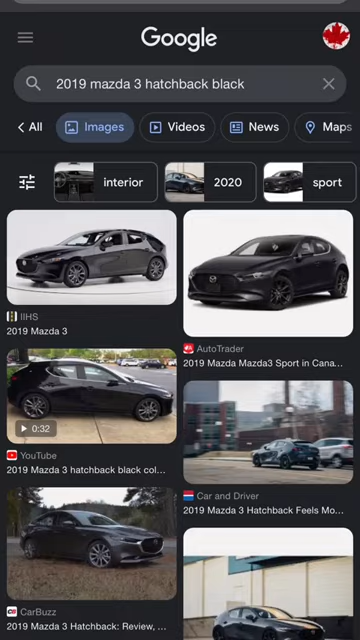 Google
2019 mazda 3 hatchback black
All
Images
Videos
News
Maps
interior
2020
sport
IIHS
2019 Mazda 3
AutoTrader
2019 Mazda Mazda3 Sport in Cana...
0:32
YouTube
2019 Mazda 3 hatchback black col...
Car and Driver
2019 Mazda 3 Hatchback Feels Mo...
CarBuzz
2019 Mazda 3 Hatchback: Review, ...